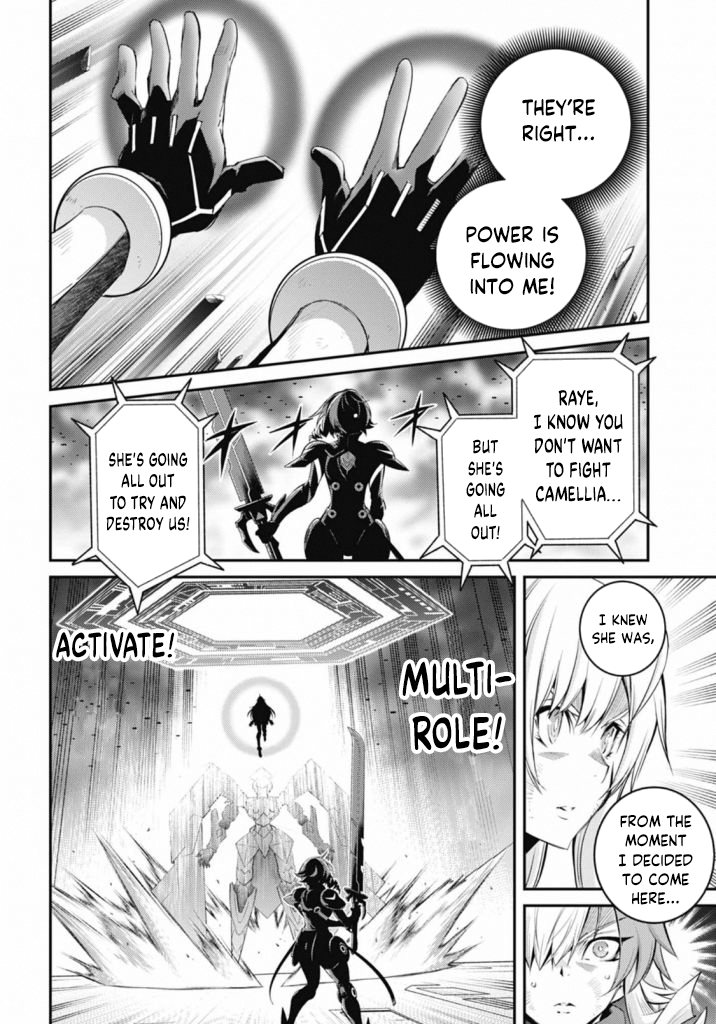 THEY'RE
RIGHT...
POWER IS
FLOWING
INTO ME!
RAYE,
I KNOW YOU
DON'T WANT
TO FIGHT
CAMELLIA...
BUT
SHE'S
GOING
ALL
OUT!
SHE'S GOING
ALL OUT
TO TRY AND
DESTROY US!
I KNEW
SHE WAS,
FROM THE
MOMENT
I DECIDED
TO COME
HERE...
MULTI-
ROLE!
ACTIVATE!